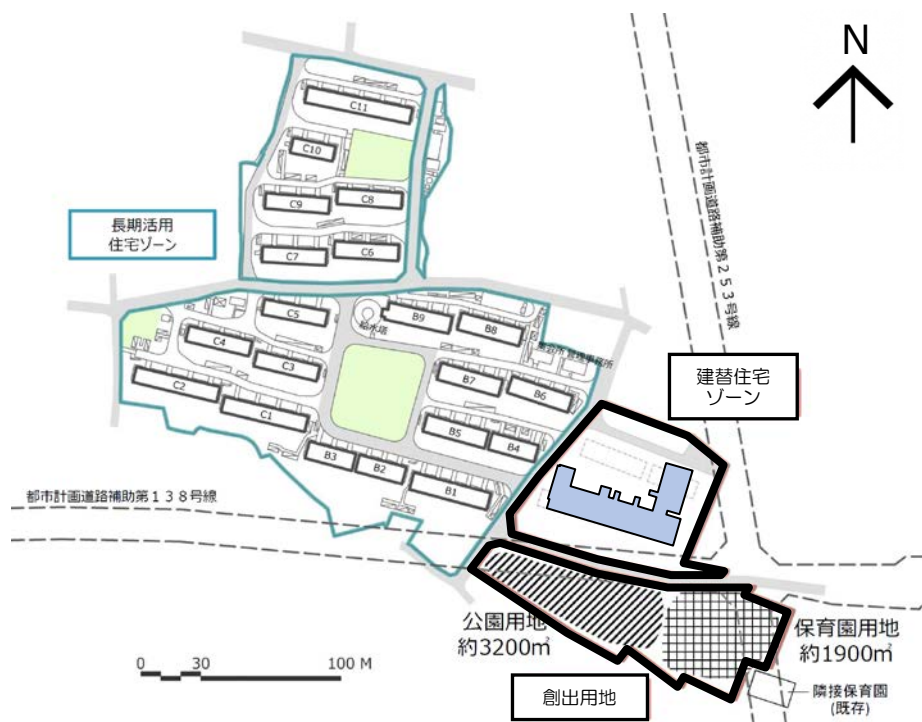 N
C11
C10
C9
C8
C7
C6
長期活用
住宅ゾーン
都市計画道路補助第253号線
C5
給水塔
B9
B8
管理事務所
C4
C3
C2
C1
B7
B6
B5
B4
B3
B2
B1
建替住宅
ゾーン
都市計画道路補助第138号線
公園用地
約3200㎡
保育園用地
約1900㎡
0 30 100 M
創出用地
隣接保育園
(既存)